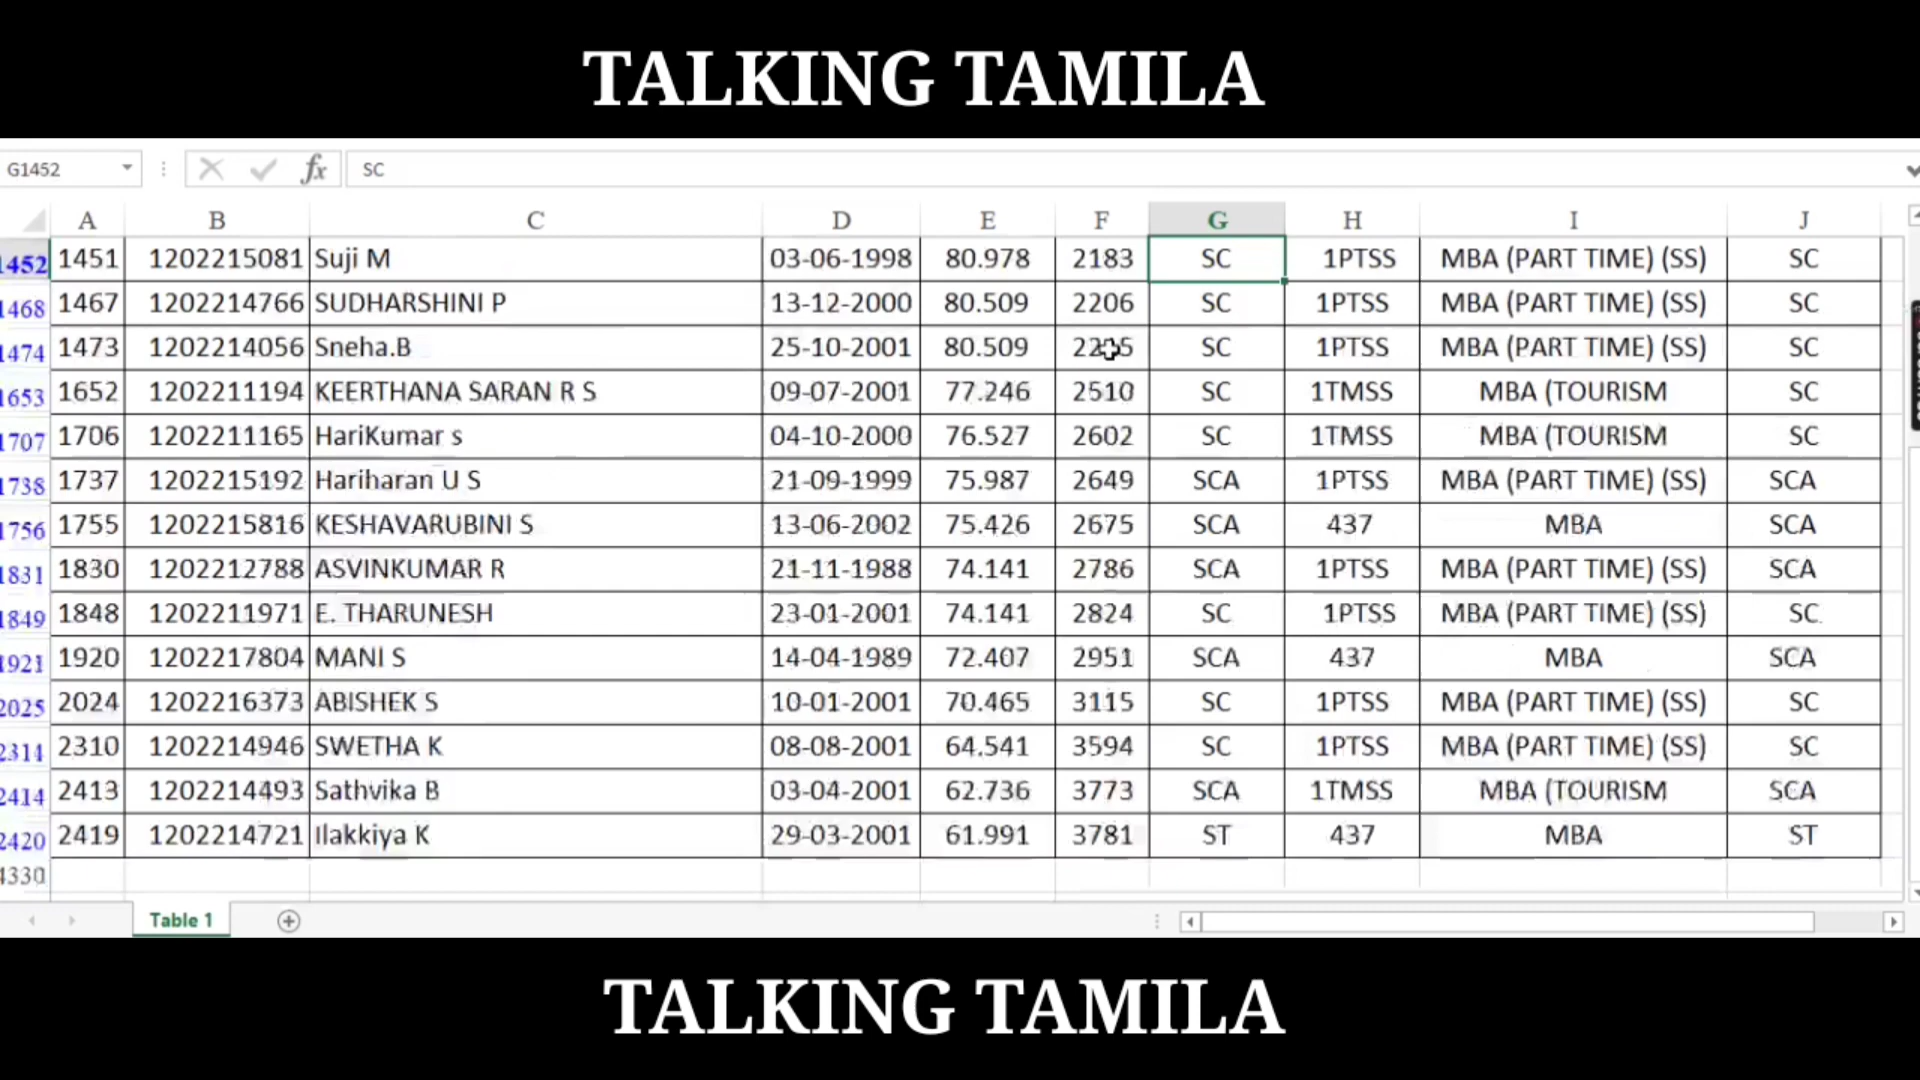 TALKING TAMILA
G1452 fx SC
A B C D E F G H I J
1452 1451 1202215081 Suji M 03-06-1998 80.978 2183 SC 1PTSS MBA (PART TIME) (SS) SC
1468 1467 1202214766 SUDHARSHINI P 13-12-2000 80.509 2206 SC 1PTSS MBA (PART TIME) (SS) SC
1474 1473 1202214056 Sneha.B 25-10-2001 80.509 SC 1PTSS MBA (PART TIME) (SS) SC
1653 1652 1202211194 KEERTHANA SARAN R S 09-07-2001 77.246 2510 SC 1TMSS MBA (TOURISM SC
1707 1706 1202211165 HariKumar s 04-10-2000 76.527 2602 SC 1TMSS MBA (TOURISM SC
1738 1737 1202215192 Hariharan U S 21-09-1999 75.987 2649 SCA 1PTSS MBA (PART TIME) (SS) SCA
1756 1755 1202215816 KESHAVARUBINI S 13-06-2002 75.426 2675 SCA 437 MBA SCA
1831 1830 1202212788 ASVINKUMAR R 21-11-1988 74.141 2786 SCA 1PTSS MBA (PART TIME) (SS) SCA
1849 1848 1202211971 E. THARUNESH 23-01-2001 74.141 2824 SC 1PTSS MBA (PART TIME) (SS) SC
1921 1920 1202217804 MANI S 14-04-1989 72.407 2951 SCA 437 MBA SCA
2025 2024 1202216373 ABISHEK S 10-01-2001 70.465 3115 SC 1PTSS MBA (PART TIME) (SS) SC
2311 2310 1202214946 SWETHA K 08-08-2001 64.541 3594 SC 1PTSS MBA (PART TIME) (SS) SC
2414 2413 1202214493 Sathvika B 03-04-2001 62.736 3773 SCA 1TMSS MBA (TOURISM SCA
2420 2419 1202214721 Ilakkiya K 29-03-2001 61.991 3781 ST 437 MBA ST
4330
Table 1
TALKING TAMILA